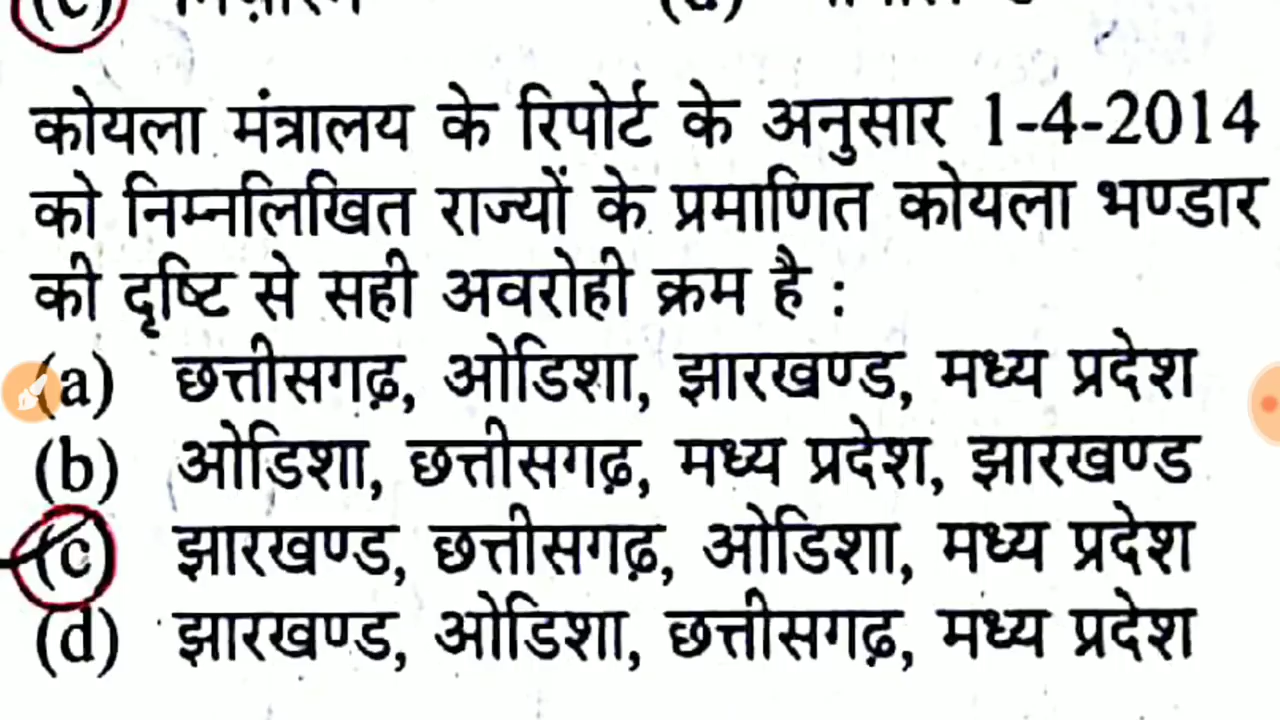 (c)
कोयला मंत्रालय के रिपोर्ट के अनुसार 1-4-2014
को निम्नलिखित राज्यों के प्रमाणित कोयला भण्डार
की दृष्टि से सही अवरोही क्रम है :
(a) छत्तीसगढ़, ओडिशा, झारखण्ड, मध्य प्रदेश
(b) ओडिशा, छत्तीसगढ़, मध्य प्रदेश, झारखण्ड
(c) झारखण्ड, छत्तीसगढ़, ओडिशा, मध्य प्रदेश
(d) झारखण्ड, ओडिशा, छत्तीसगढ़, मध्य प्रदेश